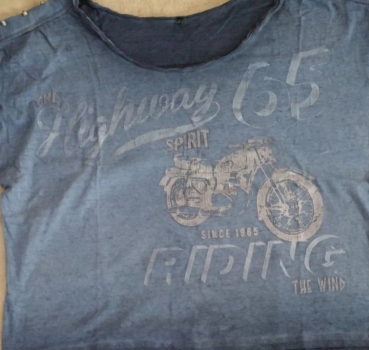 THE
Highway 65
SPIRIT
SINCE 1965
RIDING
THE WIND